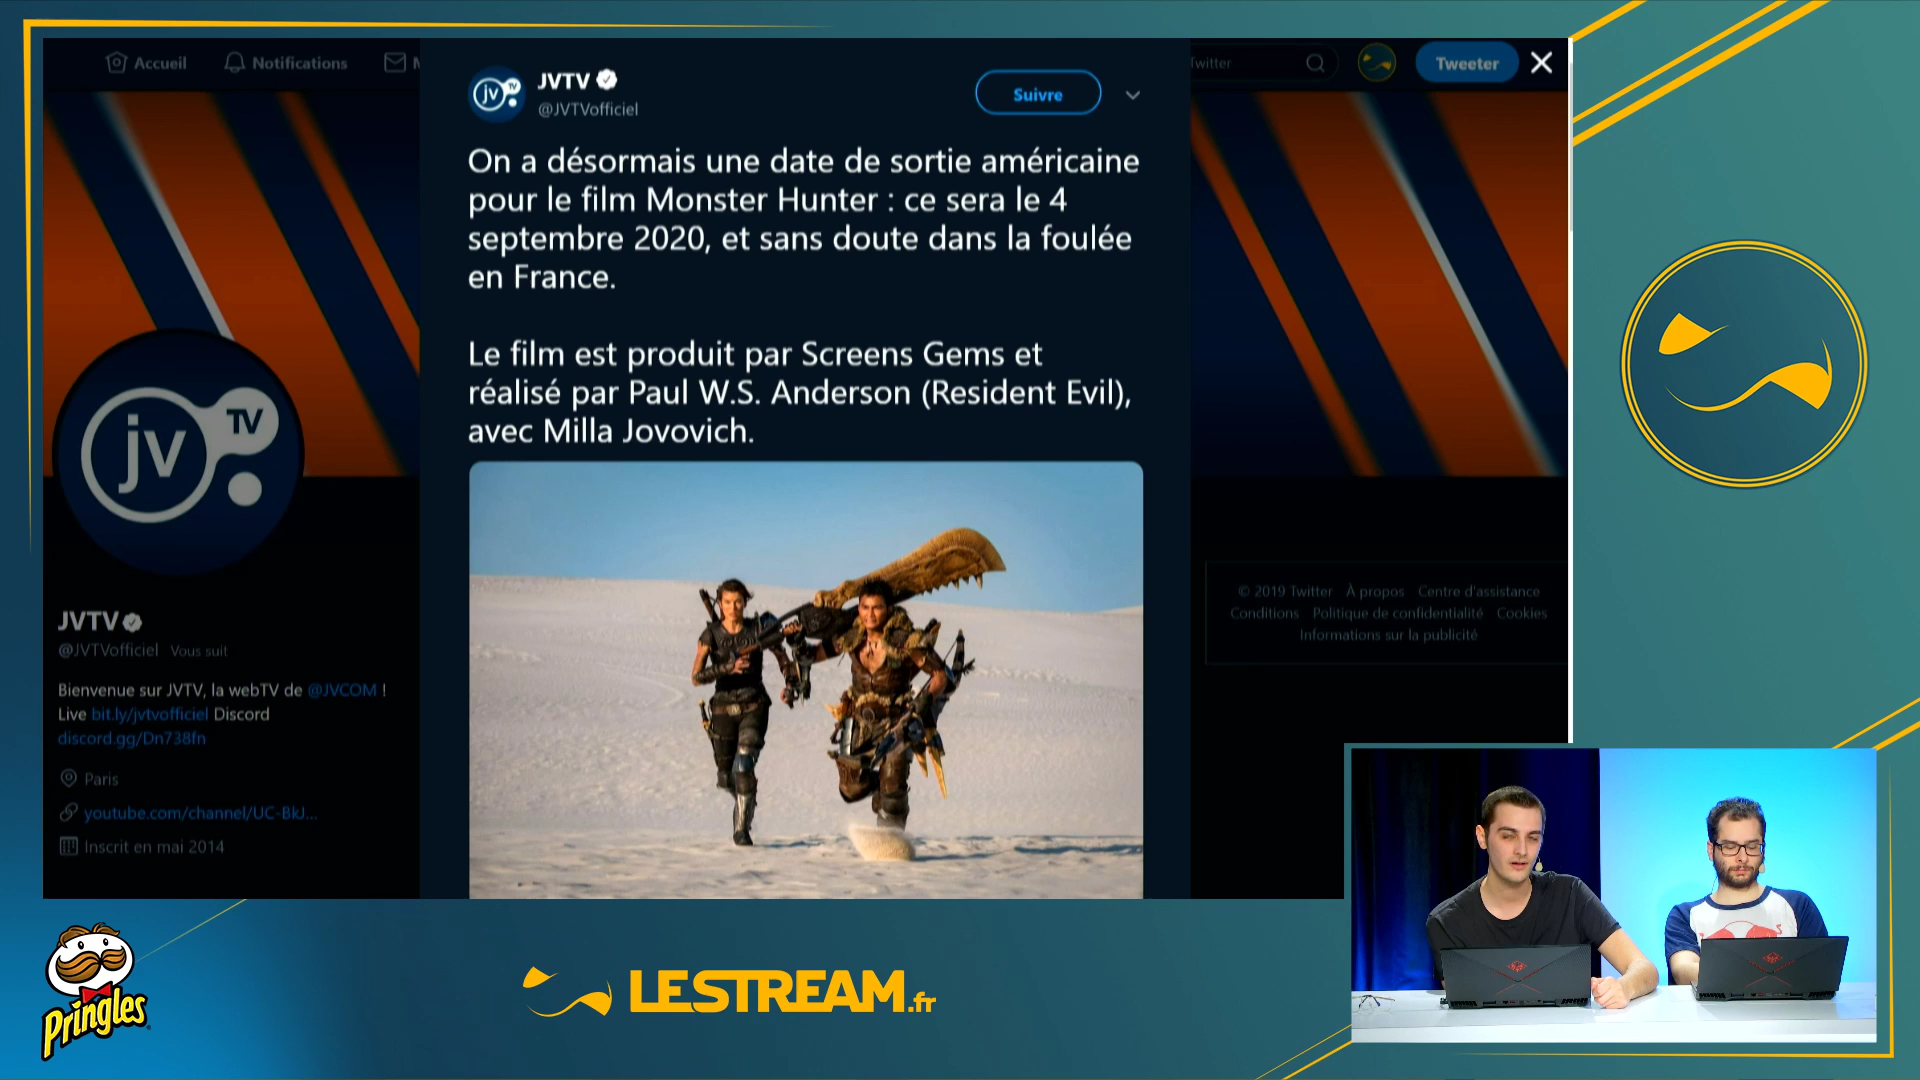 Accueil
Notifications
M
Twitter
Tweeter
JVTV
@JVTVofficiel
Suivre
On a désormais une date de sortie américaine
pour le film Monster Hunter : ce sera le 4
septembre 2020, et sans doute dans la foulée
en France.
Le film est produit par Screens Gems et
réalisé par Paul W.S. Anderson (Resident Evil),
avec Milla Jovovich.
jv TV
jv TV
JVTV
@JVTVofficiel Vous suit
Bienvenue sur JVTV, la webTV de @JVCOM !
Live bit.ly/jvtvofficiel Discord
discord.gg/Dn738fn
Paris
youtube.com/channel/UC-BkJ...
Inscrit en mai 2014
© 2019 Twitter À propos Centre d'assistance
Conditions Politique de confidentialité Cookies
Informations sur la publicité
Pringles
LESTREAM.fr